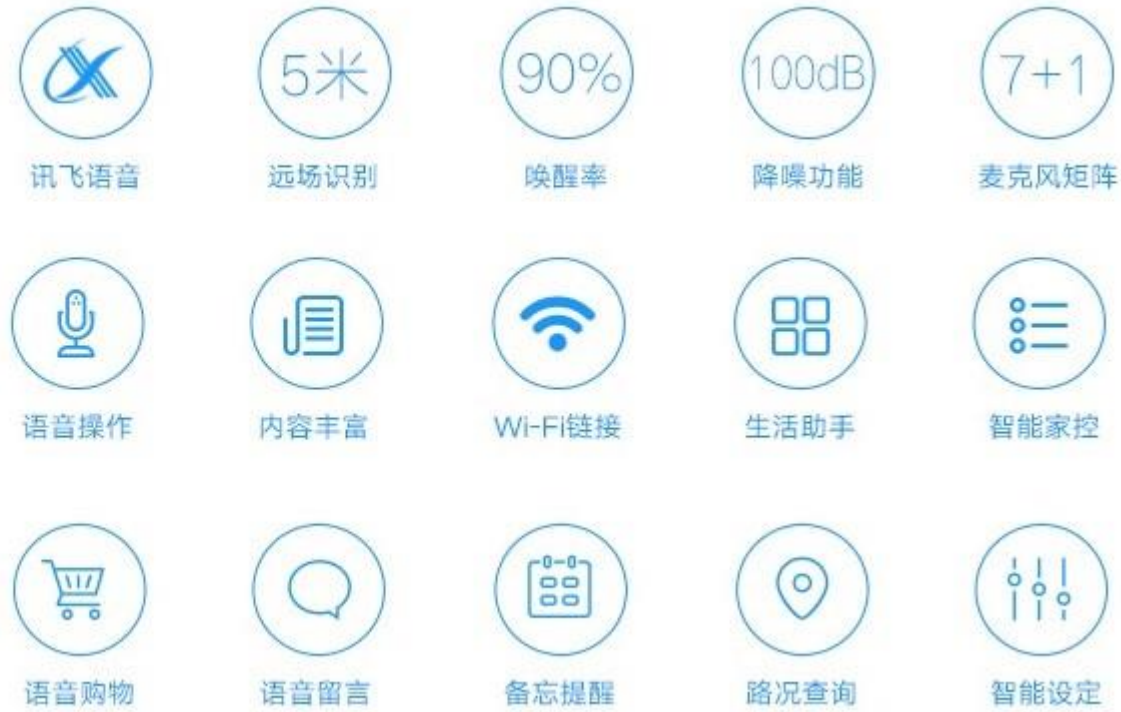 5米 90% 100dB 7+1
讯飞语音 远场识别 唤醒率 降噪功能 麦克风矩阵
语音操作 内容丰富 Wi-Fi链接 生活助手 智能家控
语音购物 语音留言 备忘提醒 路况查询 智能设定